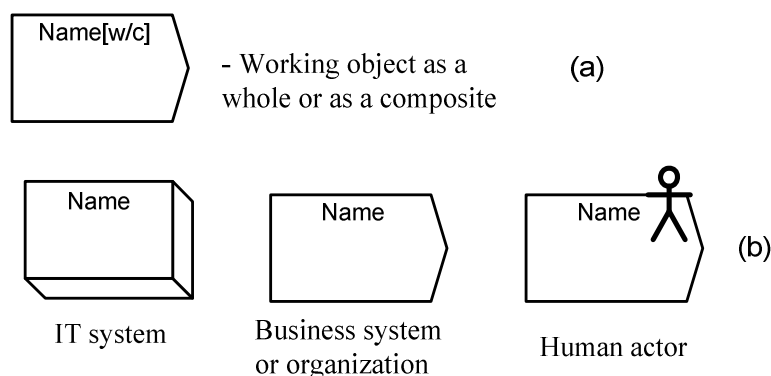 Name[w/c]
- Working object as a
whole or as a composite
(a)
Name
Name
Name
(b)
IT system
Business system
or organization
Human actor